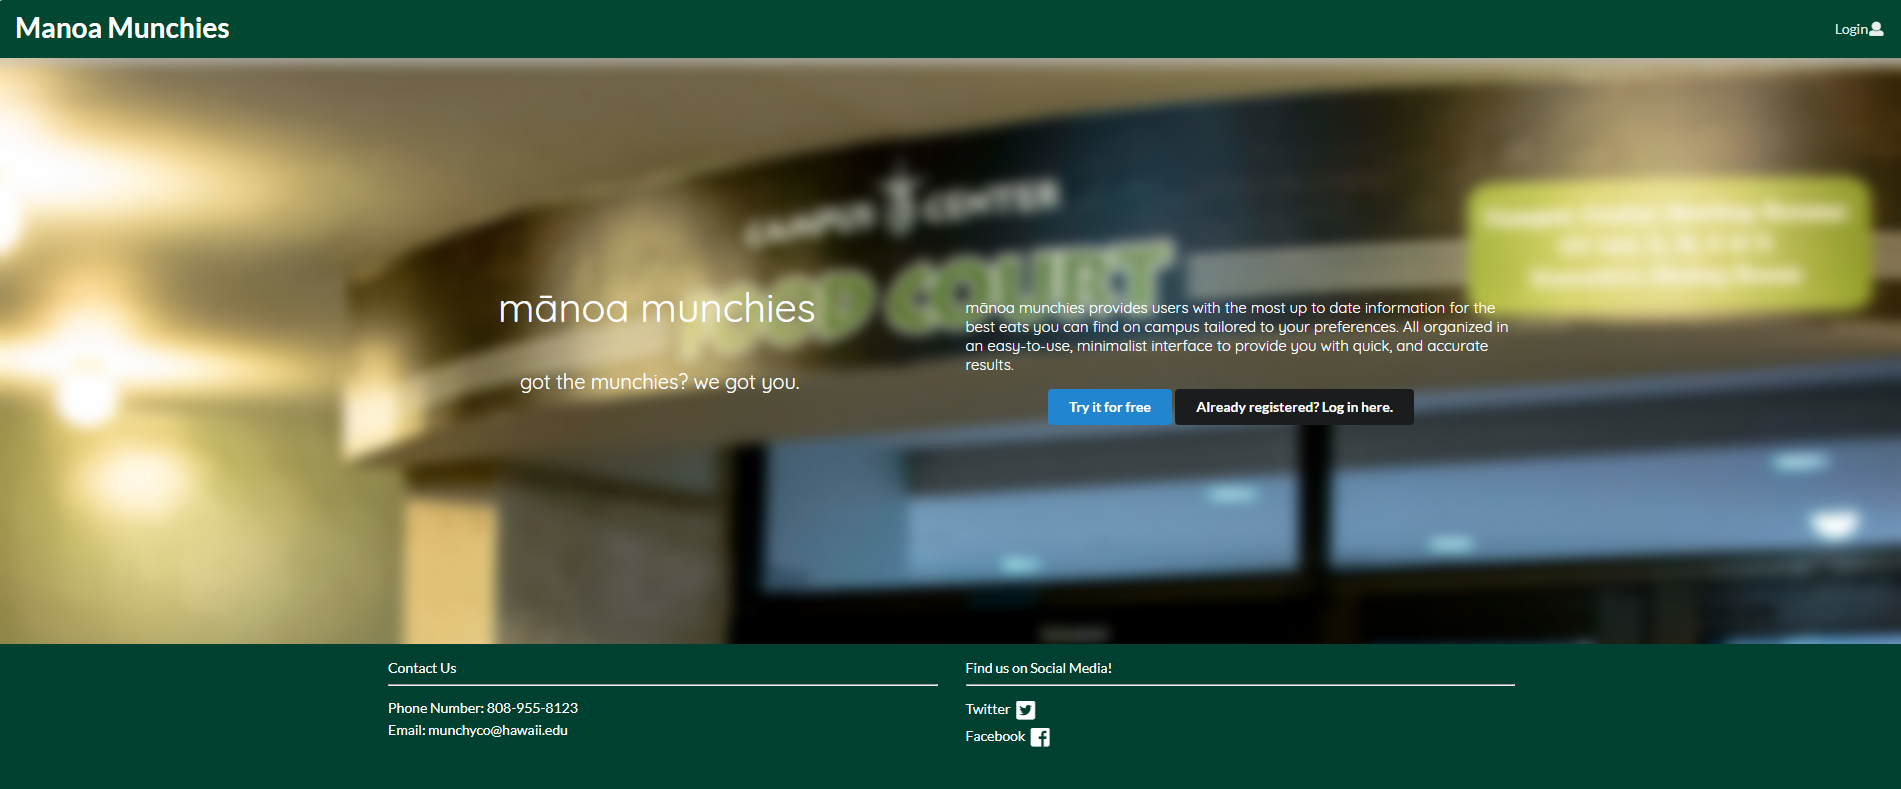 Manoa Munchies
Login
CAMPUS CENTER
FOOD COURT
mānoa munchies
got the munchies? we got you.
mānoa munchies provides users with the most up to date information for the
best eats you can find on campus tailored to your preferences. All organized in
an easy-to-use, minimalist interface to provide you with quick, and accurate
results.
Try it for free
Already registered? Log in here.
Contact Us
Phone Number: 808-955-8123
Email: munchyco@hawaii.edu
Find us on Social Media!
Twitter
Facebook